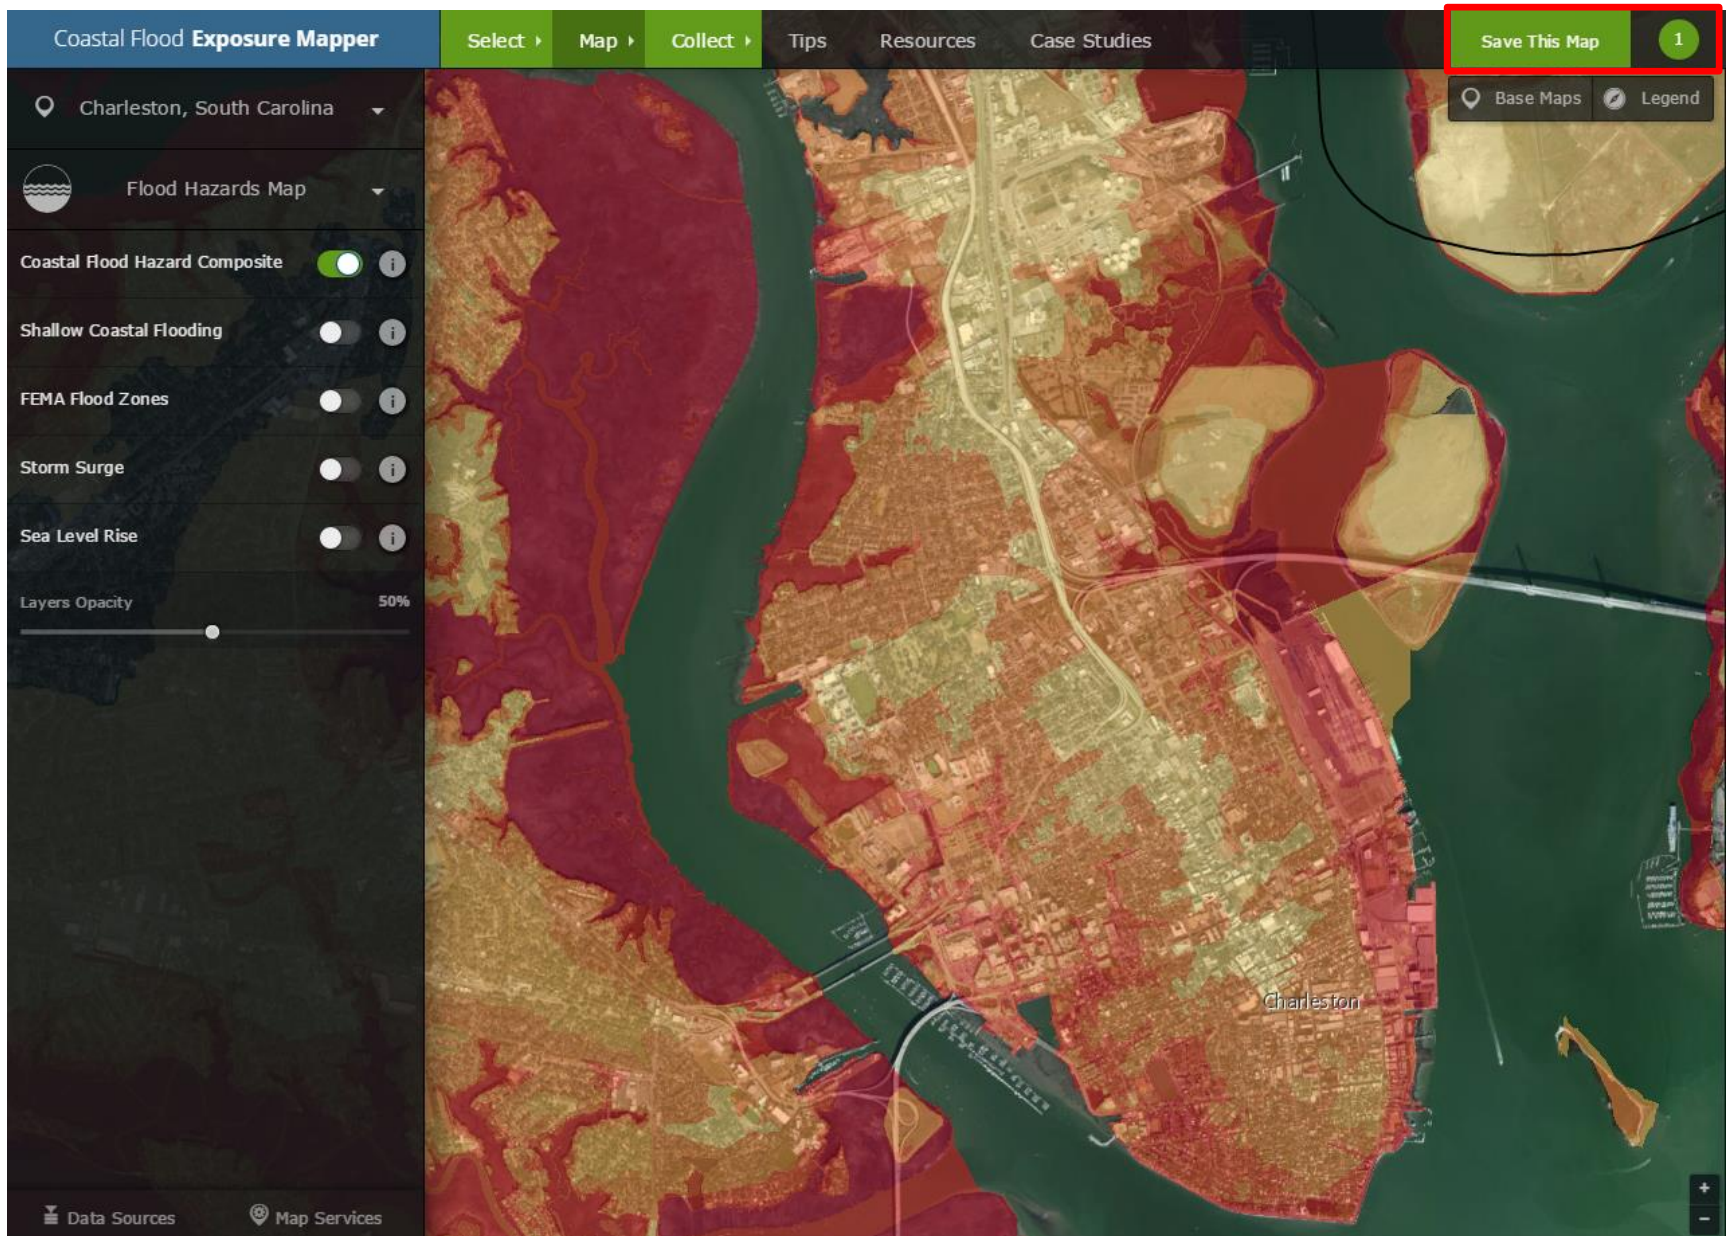 Coastal Flood Exposure Mapper
Select
Map
Collect
Tips
Resources
Case Studies
Save This Map
1
Base Maps
Legend
Charleston, South Carolina
Flood Hazards Map
Coastal Flood Hazard Composite
i
Shallow Coastal Flooding
i
FEMA Flood Zones
i
Storm Surge
i
Sea Level Rise
i
Layers Opacity 50%
Charleston
Data Sources
Map Services
+
−